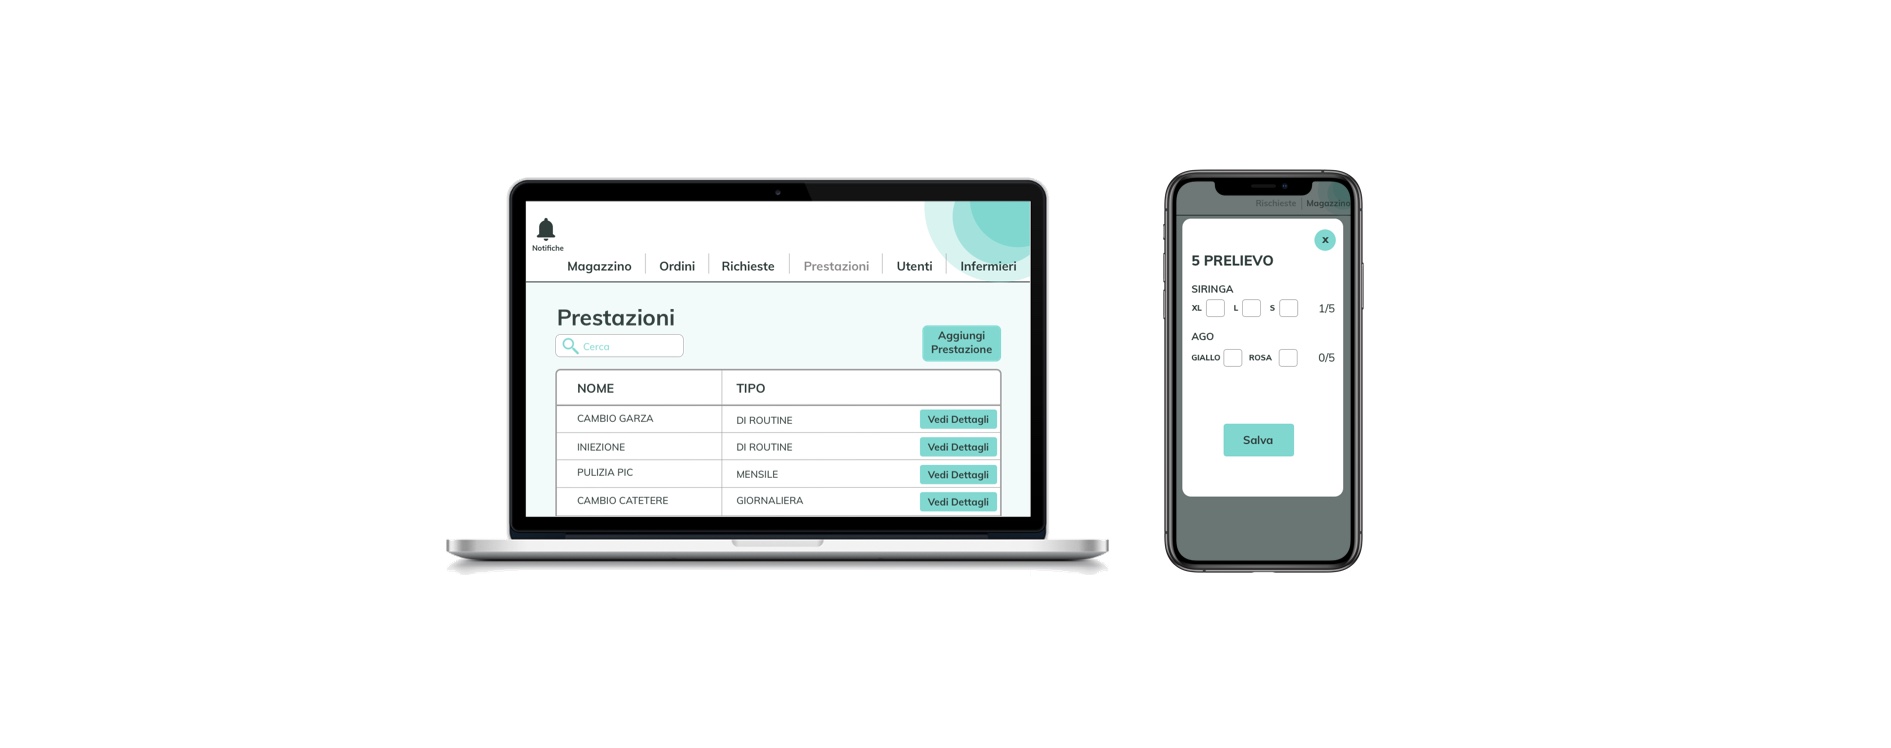 Notifiche
Magazzino Ordini Richieste Prestazioni Utenti Infermieri
Prestazioni
Cerca
Aggiungi
Prestazione
NOME TIPO
CAMBIO GARZA DI ROUTINE Vedi Dettagli
INIEZIONE DI ROUTINE Vedi Dettagli
PULIZIA PIC MENSILE Vedi Dettagli
CAMBIO CATETERE GIORNALIERA Vedi Dettagli
Rischieste Magazzino
X
5 PRELIEVO
SIRINGA
XL L S 1/5
AGO
GIALLO ROSA 0/5
Salva